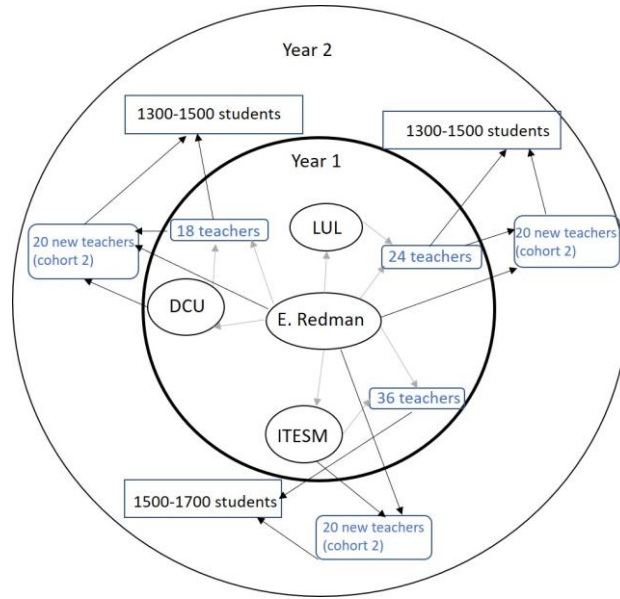 Year 2
1300-1500 students
1300-1500 students
Year 1
18 teachers
LUL
20 new teachers
(cohort 2)
24 teachers
20 new teachers
(cohort 2)
DCU
E. Redman
36 teachers
ITESM
1500-1700 students
20 new teachers
(cohort 2)